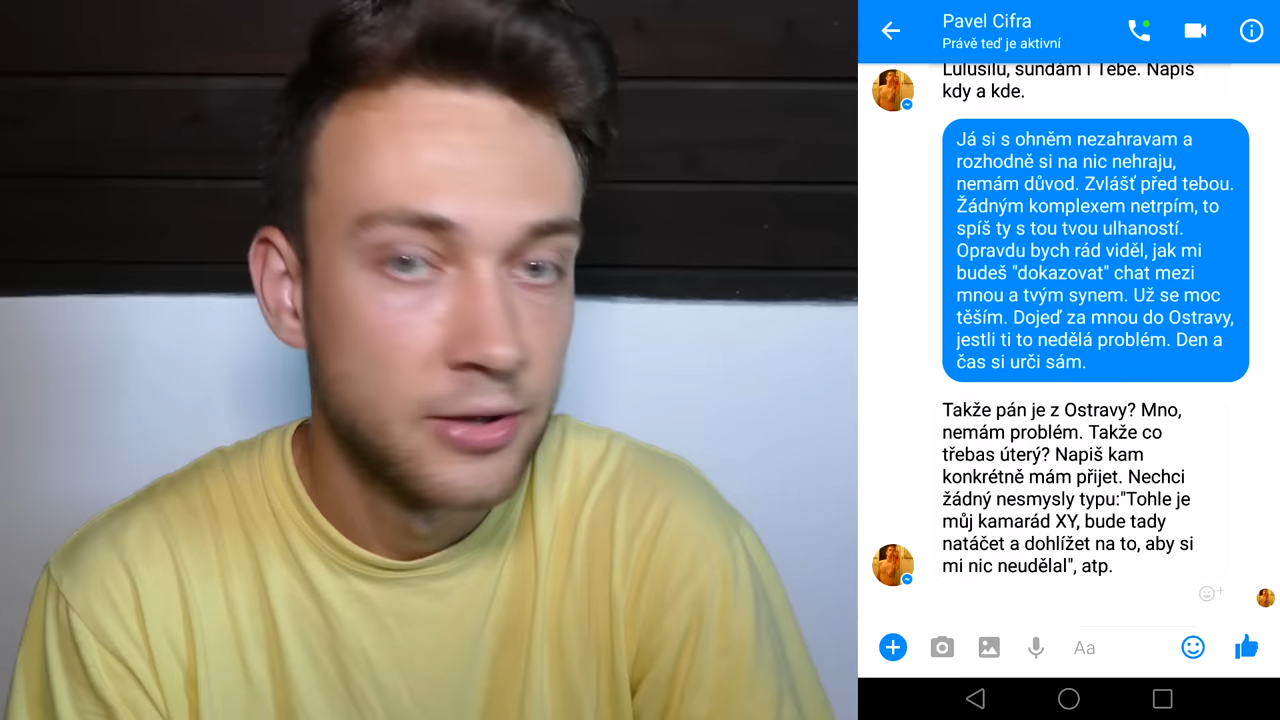 Pavel Cifra
Právě teď je aktivní
Lulusilu, sundám i Tebe. Napiš
kdy a kde.
Já si s ohněm nezahravam a
rozhodně si na nic nehraju,
nemám důvod. Zvlášť před tebou.
Žádným komplexem netrpím, to
spíš ty s tou tvou ulhaností.
Opravdu bych rád viděl, jak mi
budeš "dokazovat" chat mezi
mnou a tvým synem. Už se moc
těším. Dojeď za mnou do Ostravy,
jestli ti to nedělá problém. Den a
čas si urči sám.
Takže pán je z Ostravy? Mno,
nemám problém. Takže co
třebas úterý? Napiš kam
konkrétně mám přijet. Nechci
žádný nesmysly typu:"Tohle je
můj kamarád XY, bude tady
natáčet a dohlížet na to, aby si
mi nic neudělal", atp.
Aa